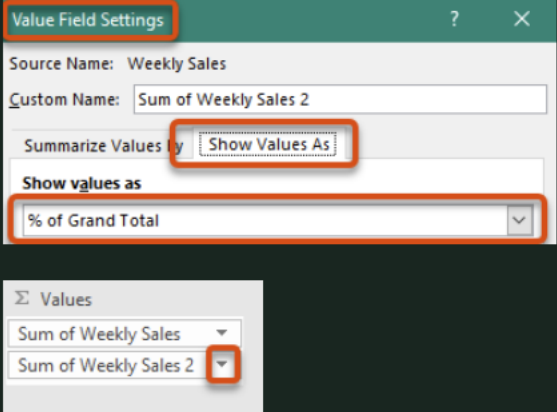 Value Field Settings ? ×
Source Name: Weekly Sales
Custom Name: Sum of Weekly Sales 2
Summarize Values y Show Values As
Show values as
% of Grand Total
Σ Values
Sum of Weekly Sales
Sum of Weekly Sales 2